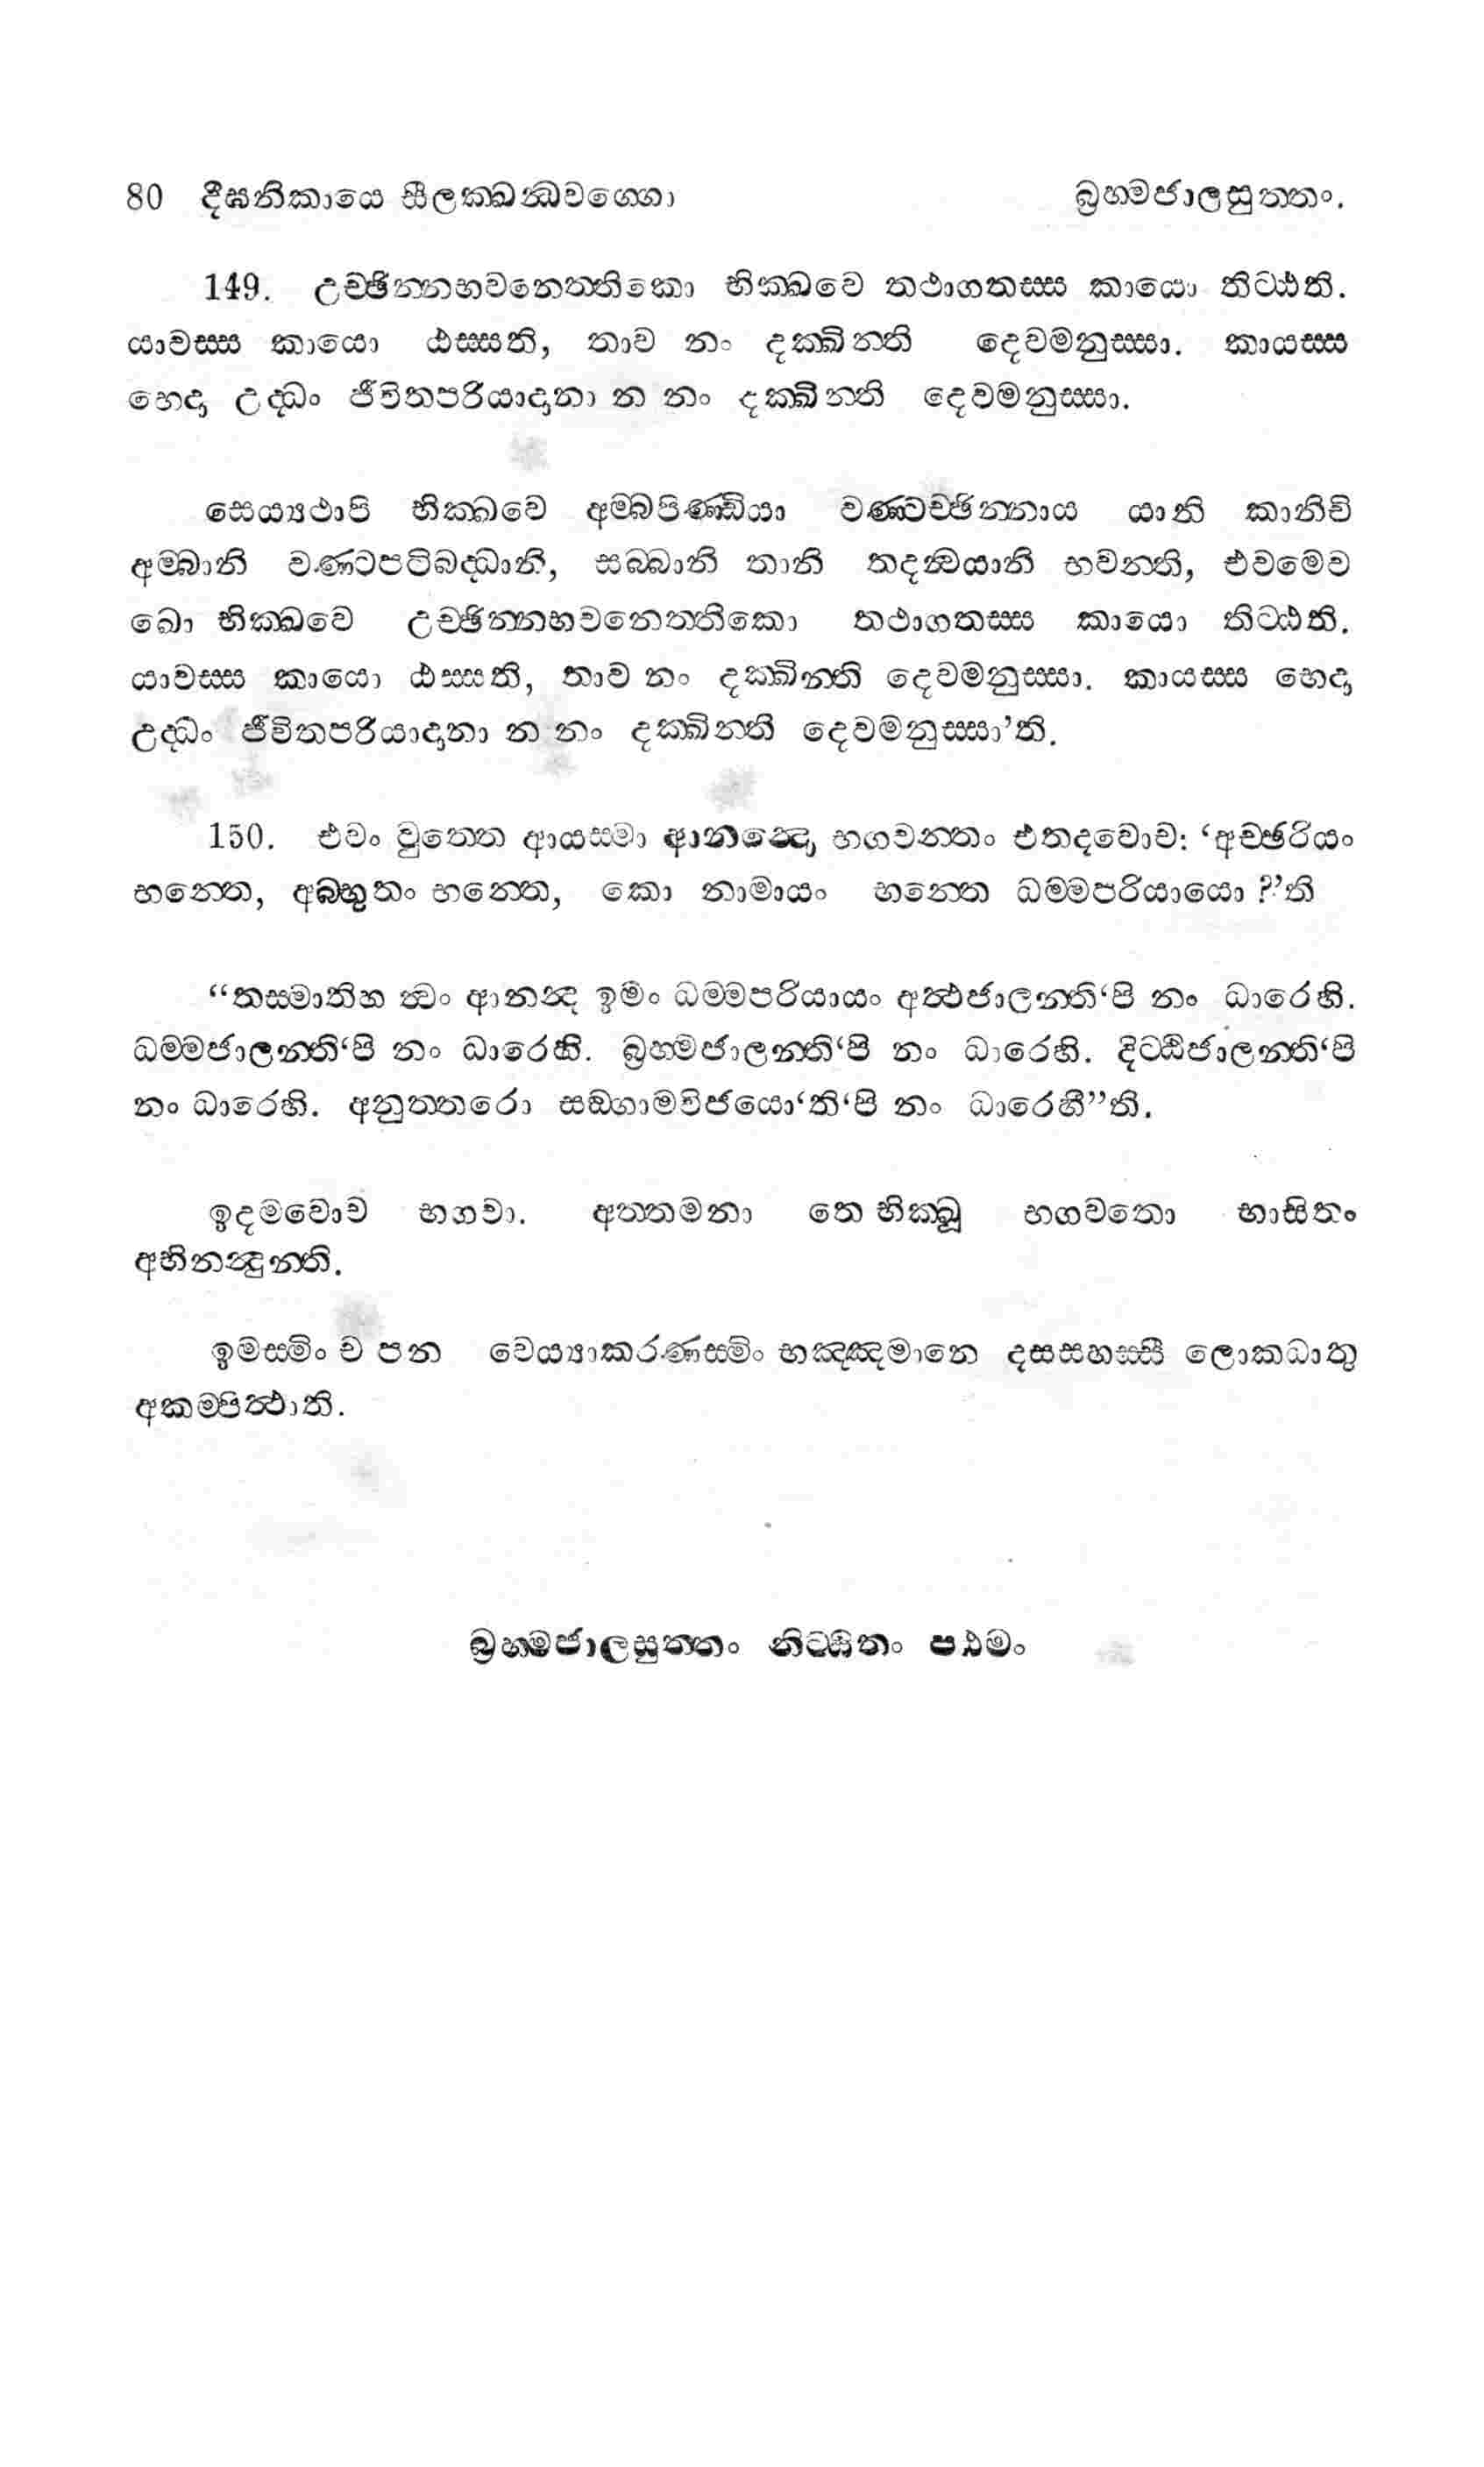 80 දීඝනිකායෙ සීලක්ඛන්ධවග්ගො බ්‍රහ්මජාලසුත්තං.
149. උච්ඡින්නභවනෙත්තිකො භික්ඛවෙ තථාගතස්ස කායො තිට්ඨති.
යාවස්ස කායො ඨස්සති, තාව නං දක්ඛින්ති දෙවමනුස්සා. කායස්ස
භෙදා උද්ධං ජීවිතපරියාදානා න නං දක්ඛින්ති දෙවමනුස්සා.
සෙය්‍යථාපි භික්ඛවෙ අම්බපිණ්ඩියා වණ්ටච්ඡින්නාය යානි කානිචි
අම්බානි වණ්ටපටිබද්ධානි, සබ්බානි තානි තදන්වයානි භවන්ති, එවමෙව
ඛො භික්ඛවෙ උච්ඡින්නභවනෙත්තිකො තථාගතස්ස කායො තිට්ඨති.
යාවස්ස කායො ඨස්සති, තාව නං දක්ඛින්ති දෙවමනුස්සා. කායස්ස භෙදා
උද්ධං ජීවිතපරියාදානා න නං දක්ඛින්ති දෙවමනුස්සා’ති.
150. එවං වුත්තෙ ආයස්මා ආනන්දො භගවන්තං එතදවොච: ‘අච්ඡරියං
භන්තෙ, අබ්භුතං භන්තෙ, කො නාමායං භන්තෙ ධම්මපරියායො ?’ති
“තස්මාතිහ ත්වං ආනන්ද ඉමං ධම්මපරියායං අත්ථජාලන්ති‘පි නං ධාරෙහි.
ධම්මජාලන්ති‘පි නං ධාරෙහි. බ්‍රහ්මජාලන්ති‘පි නං ධාරෙහි. දිට්ඨිජාලන්ති‘පි
නං ධාරෙහි. අනුත්තරො සඞ්ගාමවිජයො‘ති‘පි නං ධාරෙහී”ති.
ඉදමවොච භගවා. අත්තමනා තෙ භික්ඛූ භගවතො භාසිතං
අභිනන්දුන්ති.
ඉමස්මිං ච පන වෙය්‍යාකරණස්මිං භඤ්ඤමානෙ දසසහස්සී ලොකධාතු
අකම්පිත්ථාති.
බ්‍රහ්මජාලසුත්තං නිට්ඨිතං පඨමං